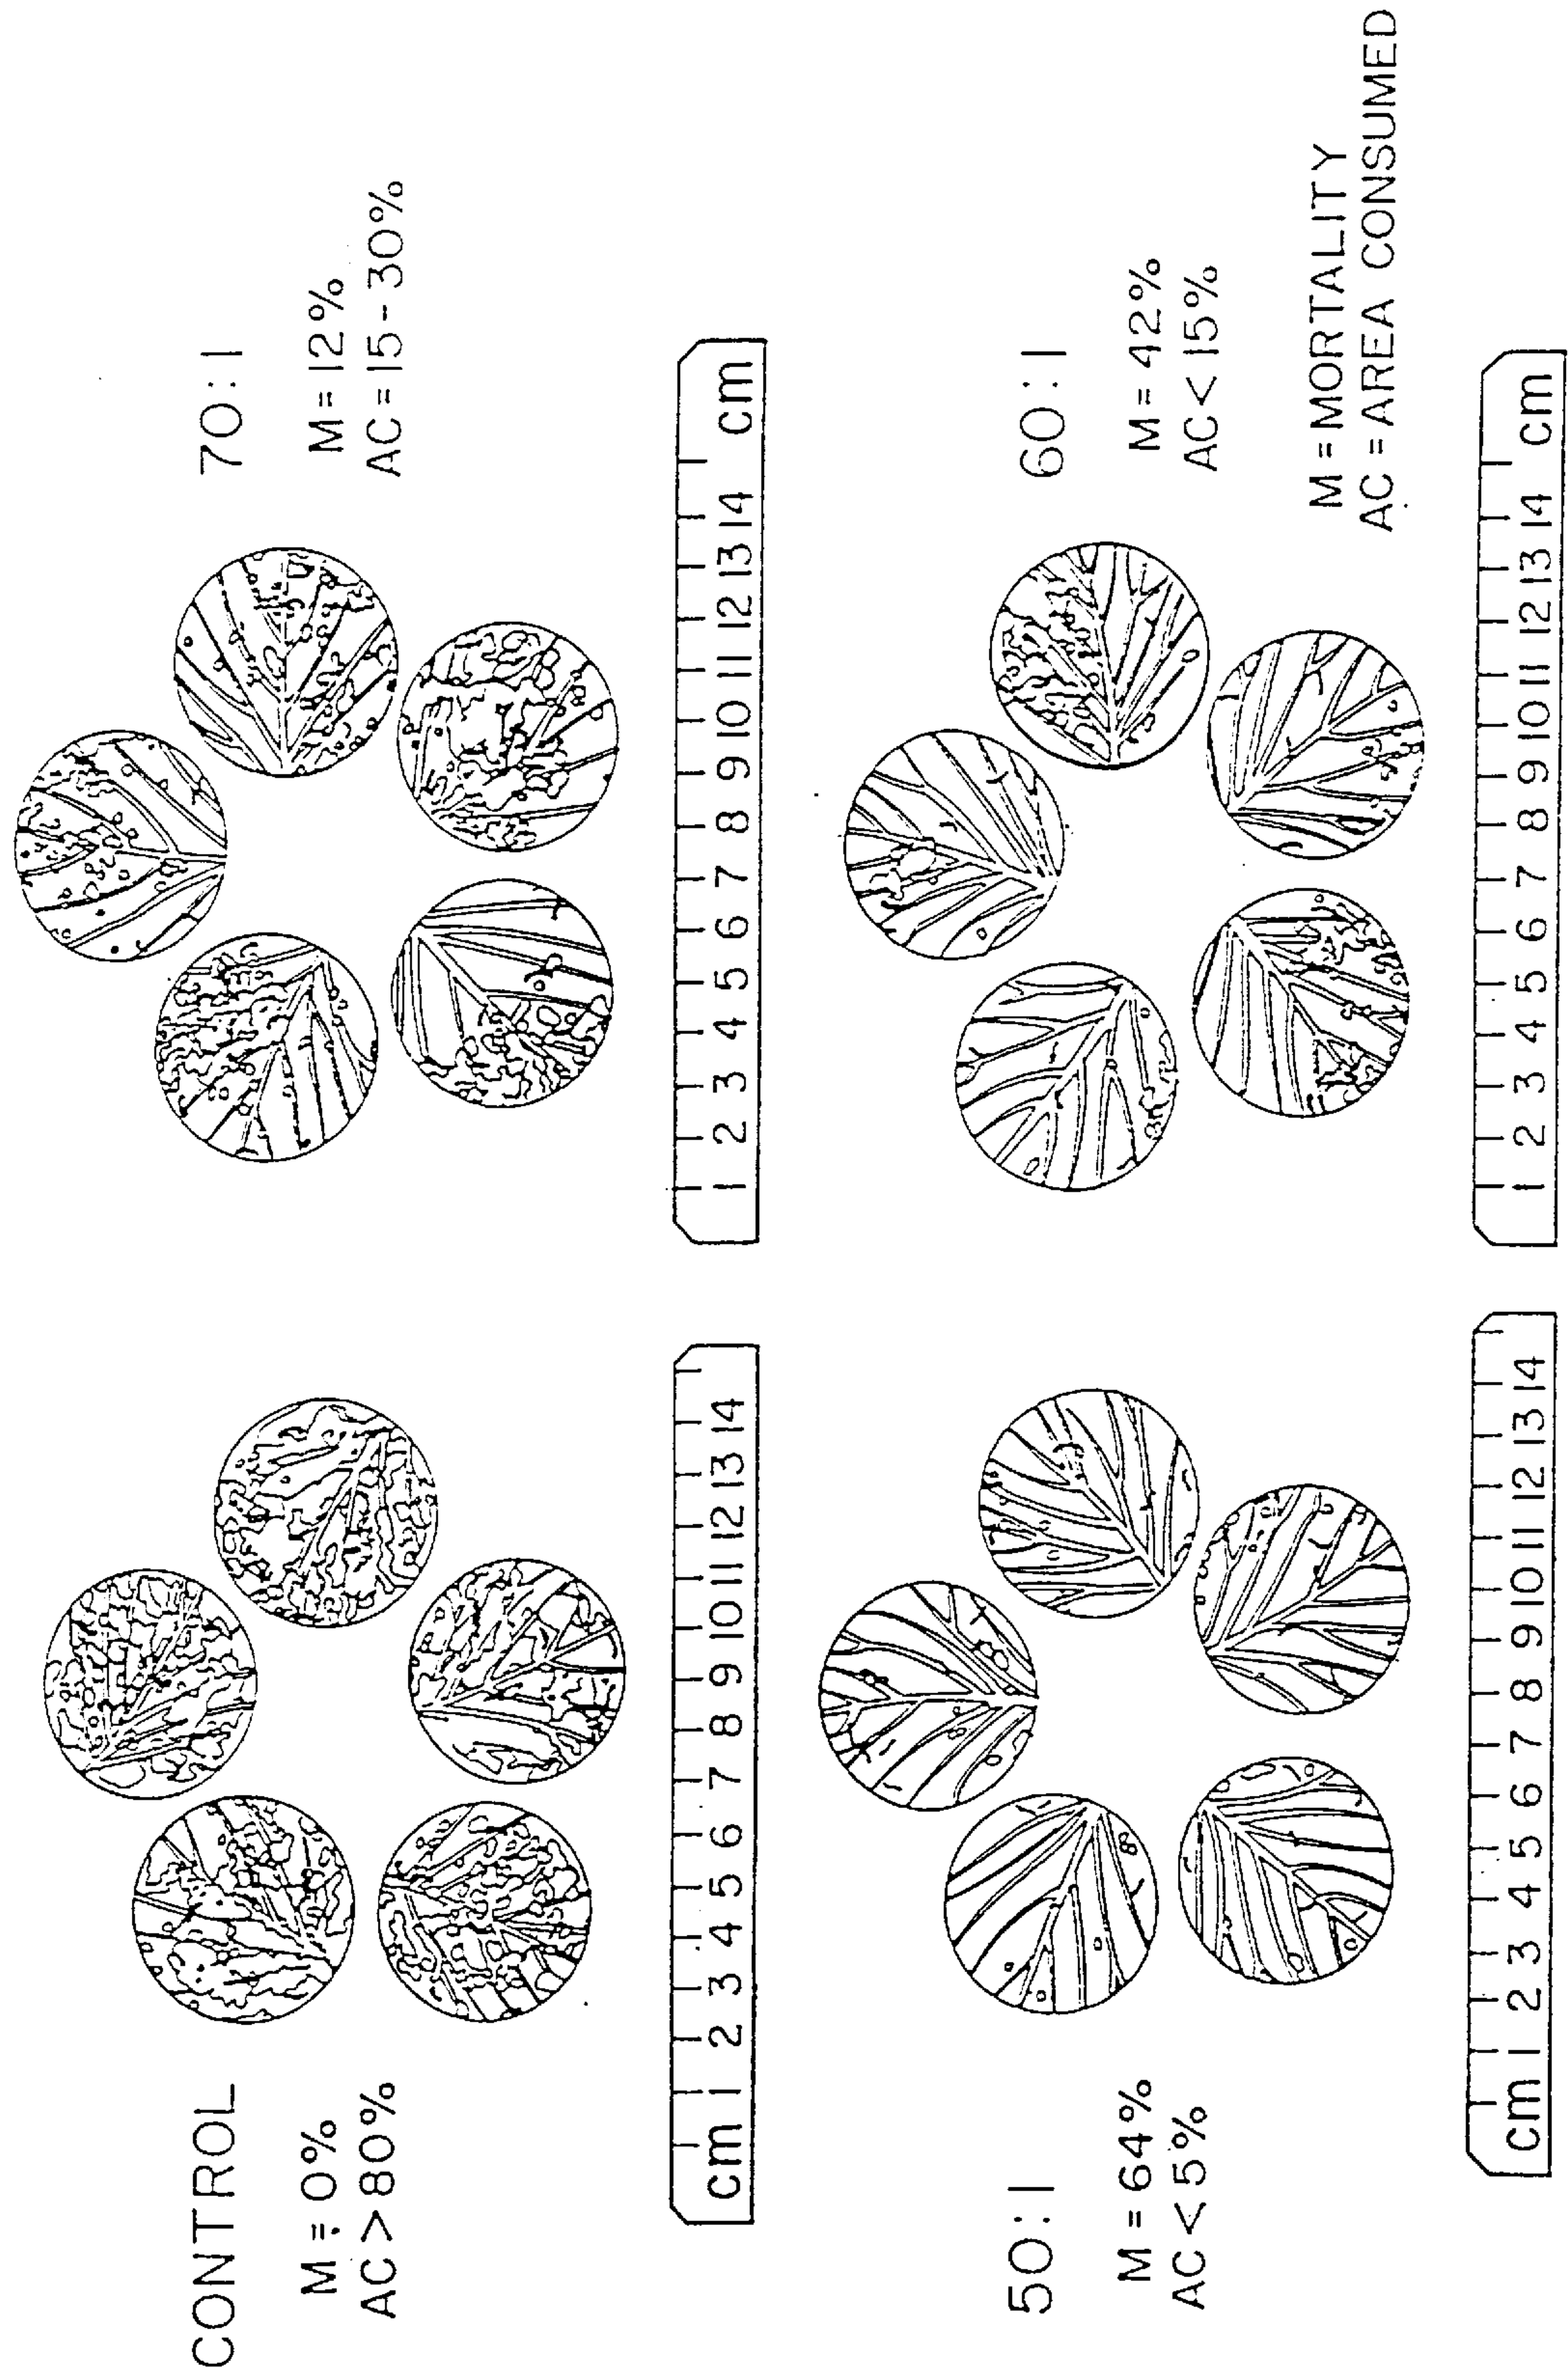 CONTROL
M = 0%
AC > 80%
cm 1 2 3 4 5 6 7 8 9 10 11 12 13 14
70:1
M = 12%
AC = 15-30%
1 2 3 4 5 6 7 8 9 10 11 12 13 14 cm
50:1
M = 64%
AC < 5%
cm 1 2 3 4 5 6 7 8 9 10 11 12 13 14
60:1
M = 42%
AC < 15%
M = MORTALITY
AC = AREA CONSUMED
1 2 3 4 5 6 7 8 9 10 11 12 13 14 cm